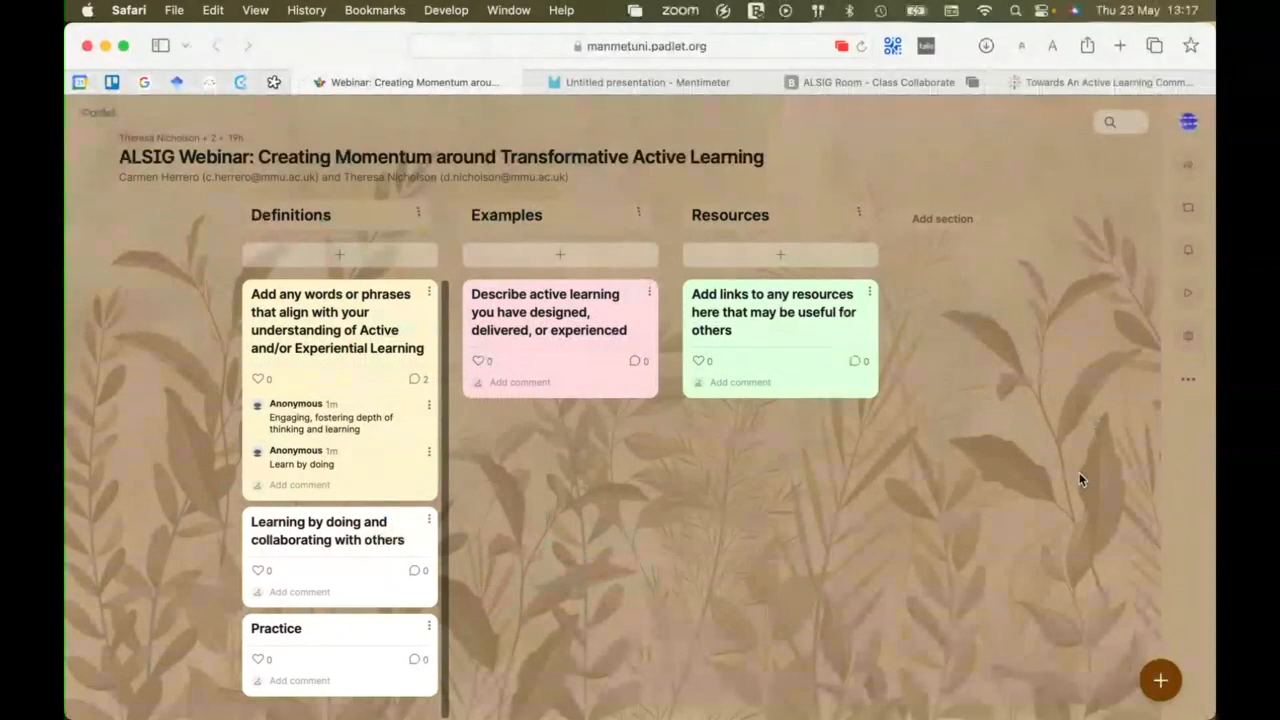 Safari File Edit View History Bookmarks Develop Window Help zoom Thu 23 May 13:17
manmetuni.padlet.org
Webinar: Creating Momentum arou... Untitled presentation - Mentimeter ALSIG Room - Class Collaborate Towards An Active Learning Comm...
©padlet
Theresa Nicholson + 2 • 19h
ALSIG Webinar: Creating Momentum around Transformative Active Learning
Carmen Herrero (c.herrero@mmu.ac.uk) and Theresa Nicholson (d.nicholson@mmu.ac.uk)
Definitions
Add any words or phrases
that align with your
understanding of Active
and/or Experiential Learning
0 2
Anonymous 1m
Engaging, fostering depth of
thinking and learning
Anonymous 1m
Learn by doing
Add comment
Learning by doing and
collaborating with others
0 0
Add comment
Practice
0 0
Add comment
Examples
Describe active learning
you have designed,
delivered, or experienced
0 0
Add comment
Resources
Add links to any resources
here that may be useful for
others
0 0
Add comment
Add section